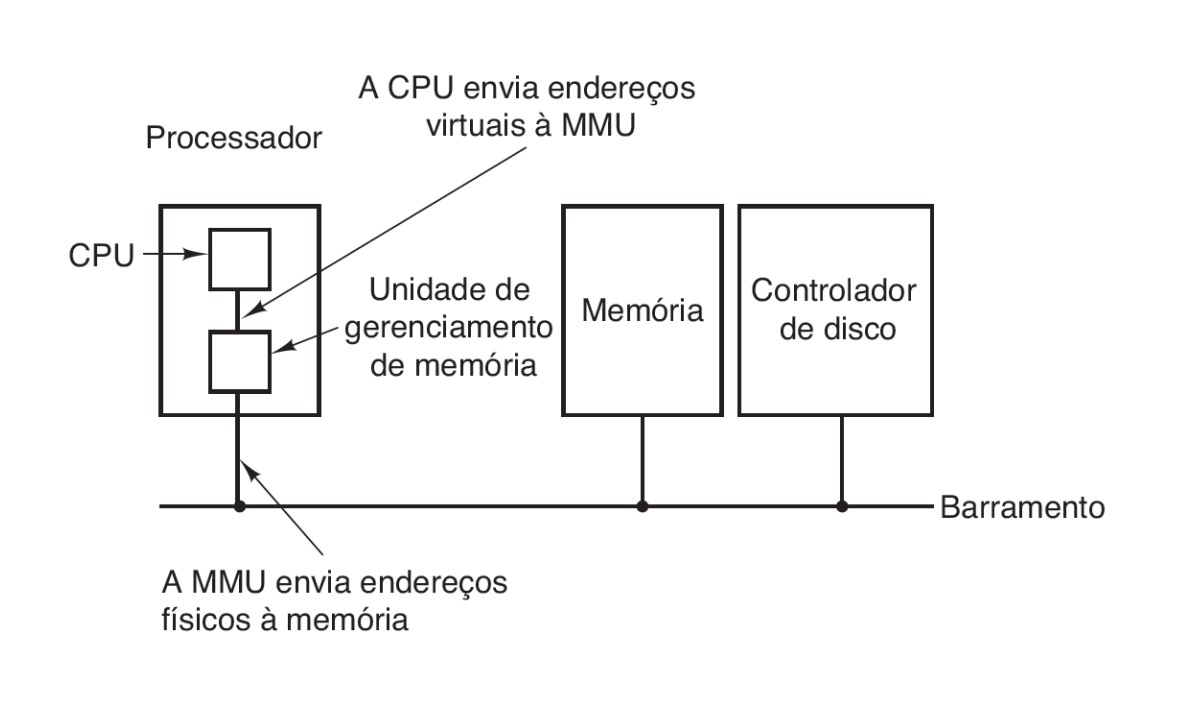 A CPU envia endereços
virtuais à MMU
Processador
CPU
Unidade de
gerenciamento
de memória
Memória
Controlador
de disco
Barramento
A MMU envia endereços
físicos à memória